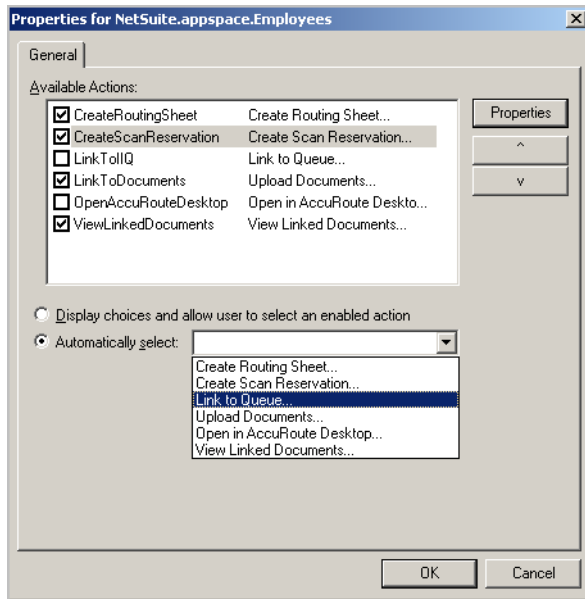 Properties for NetSuite.appspace.Employees
General
Available Actions:
CreateRoutingSheet Create Routing Sheet...
CreateScanReservation Create Scan Reservation...
LinkToIIQ Link to Queue...
LinkToDocuments Upload Documents...
OpenAccuRouteDesktop Open in AccuRoute Deskto...
ViewLinkedDocuments View Linked Documents...
Properties
^
v
Display choices and allow user to select an enabled action
Automatically select:
Create Routing Sheet...
Create Scan Reservation...
Link to Queue...
Upload Documents...
Open in AccuRoute Desktop...
View Linked Documents...
OK Cancel